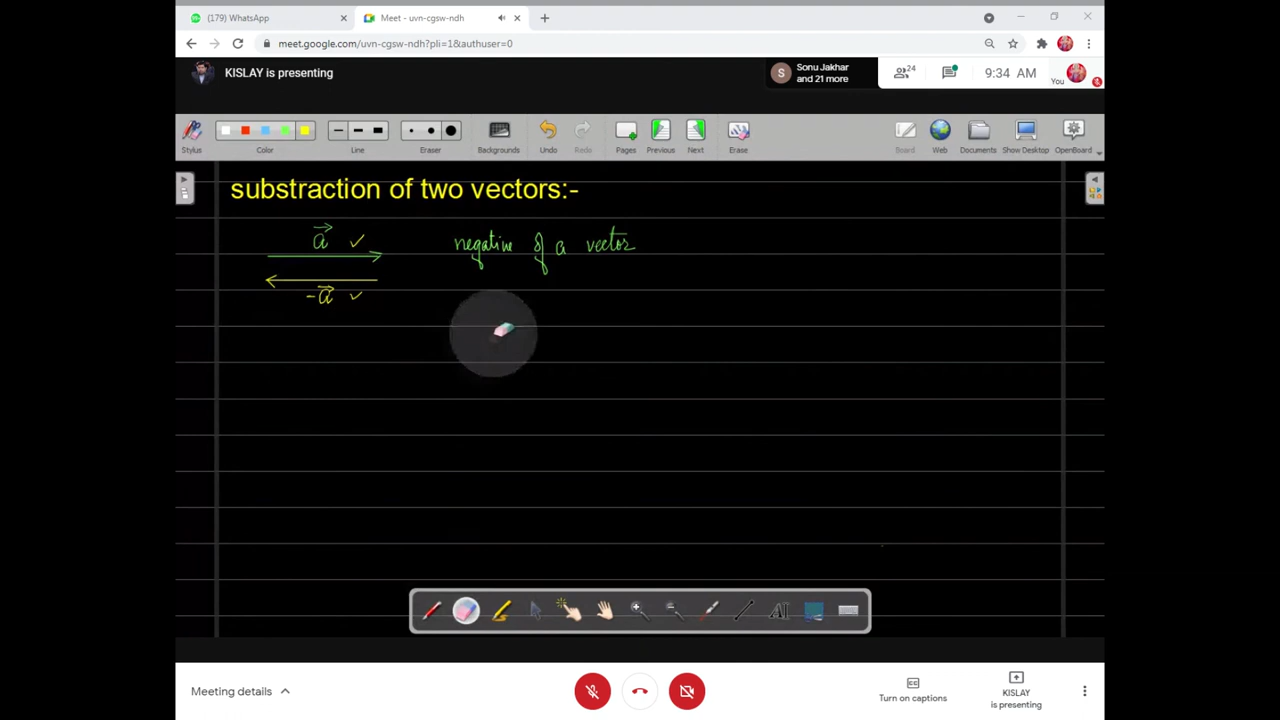 (179) WhatsApp
Meet - uvn-cgsw-ndh
meet.google.com/uvn-cgsw-ndh?pli=1&authuser=0
KISLAY is presenting
S
Sonu Jakhar
and 21 more
24
9:34 AM
You
Stylus
Color
Line
Eraser
Backgrounds
Undo
Redo
Pages
Previous
Next
Erase
Board
Web
Documents
Show Desktop
OpenBoard
substraction of two vectors:-
a⃗ ✓
negative of a vector
-a⃗ ✓
AI
Meeting details
CC
Turn on captions
KISLAY
is presenting